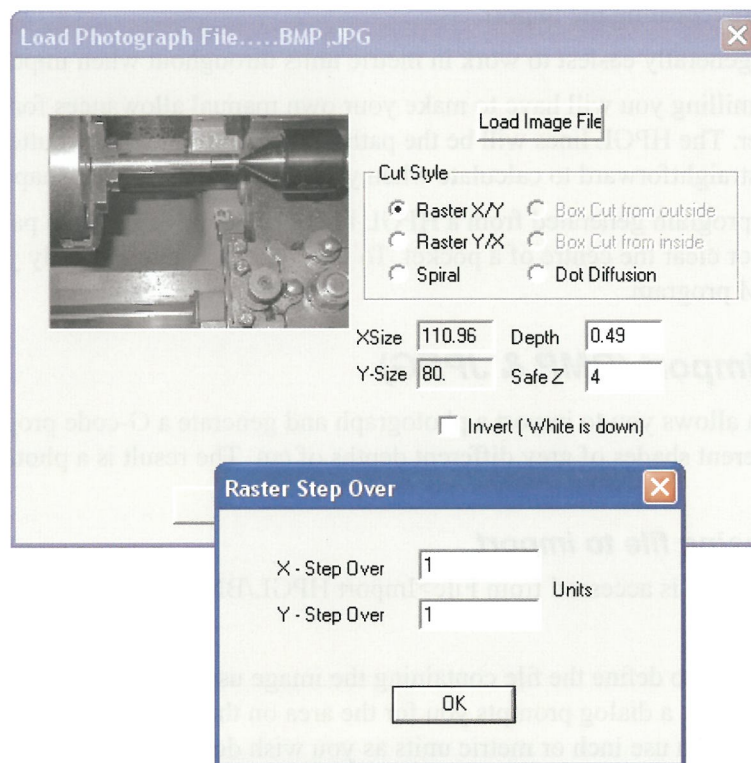 Load Photograph File.....BMP,JPG
Load Image File
Cut Style
Raster X/Y
Box Cut from outside
Raster Y/X
Box Cut from inside
Spiral
Dot Diffusion
XSize 110.96 Depth 0.49
Y-Size 80. Safe Z 4
Invert ( White is down)
Raster Step Over
X - Step Over 1
Units
Y - Step Over 1
OK